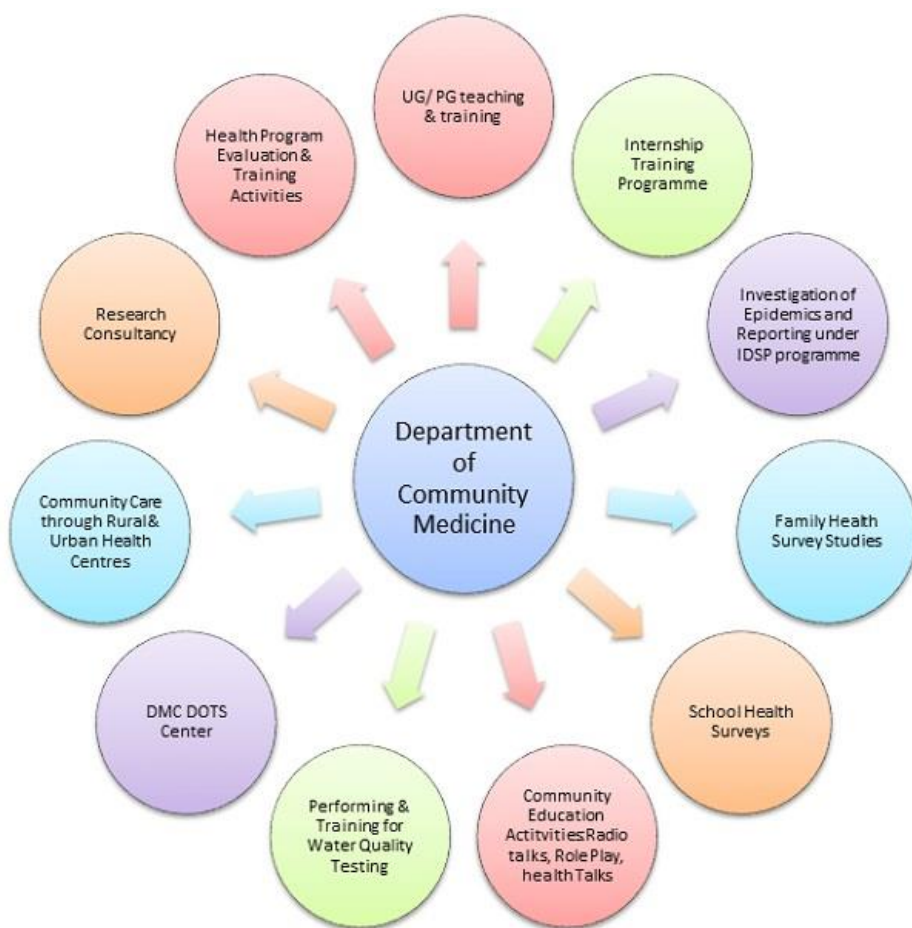 UG/ PG teaching
& training
Internship
Training
Programme
Investigation of
Epidemics and
Reporting under
IDSP programme
Family Health
Survey Studies
School Health
Surveys
Community
Education
Actitvities:Radio
talks, Role Play,
health Talks
Performing &
Training for
Water Quality
Testing
DMC DOTS
Center
Community Care
through Rural &
Urban Health
Centres
Research
Consultancy
Health Program
Evaluation &
Training
Activities
Department
of
Community
Medicine